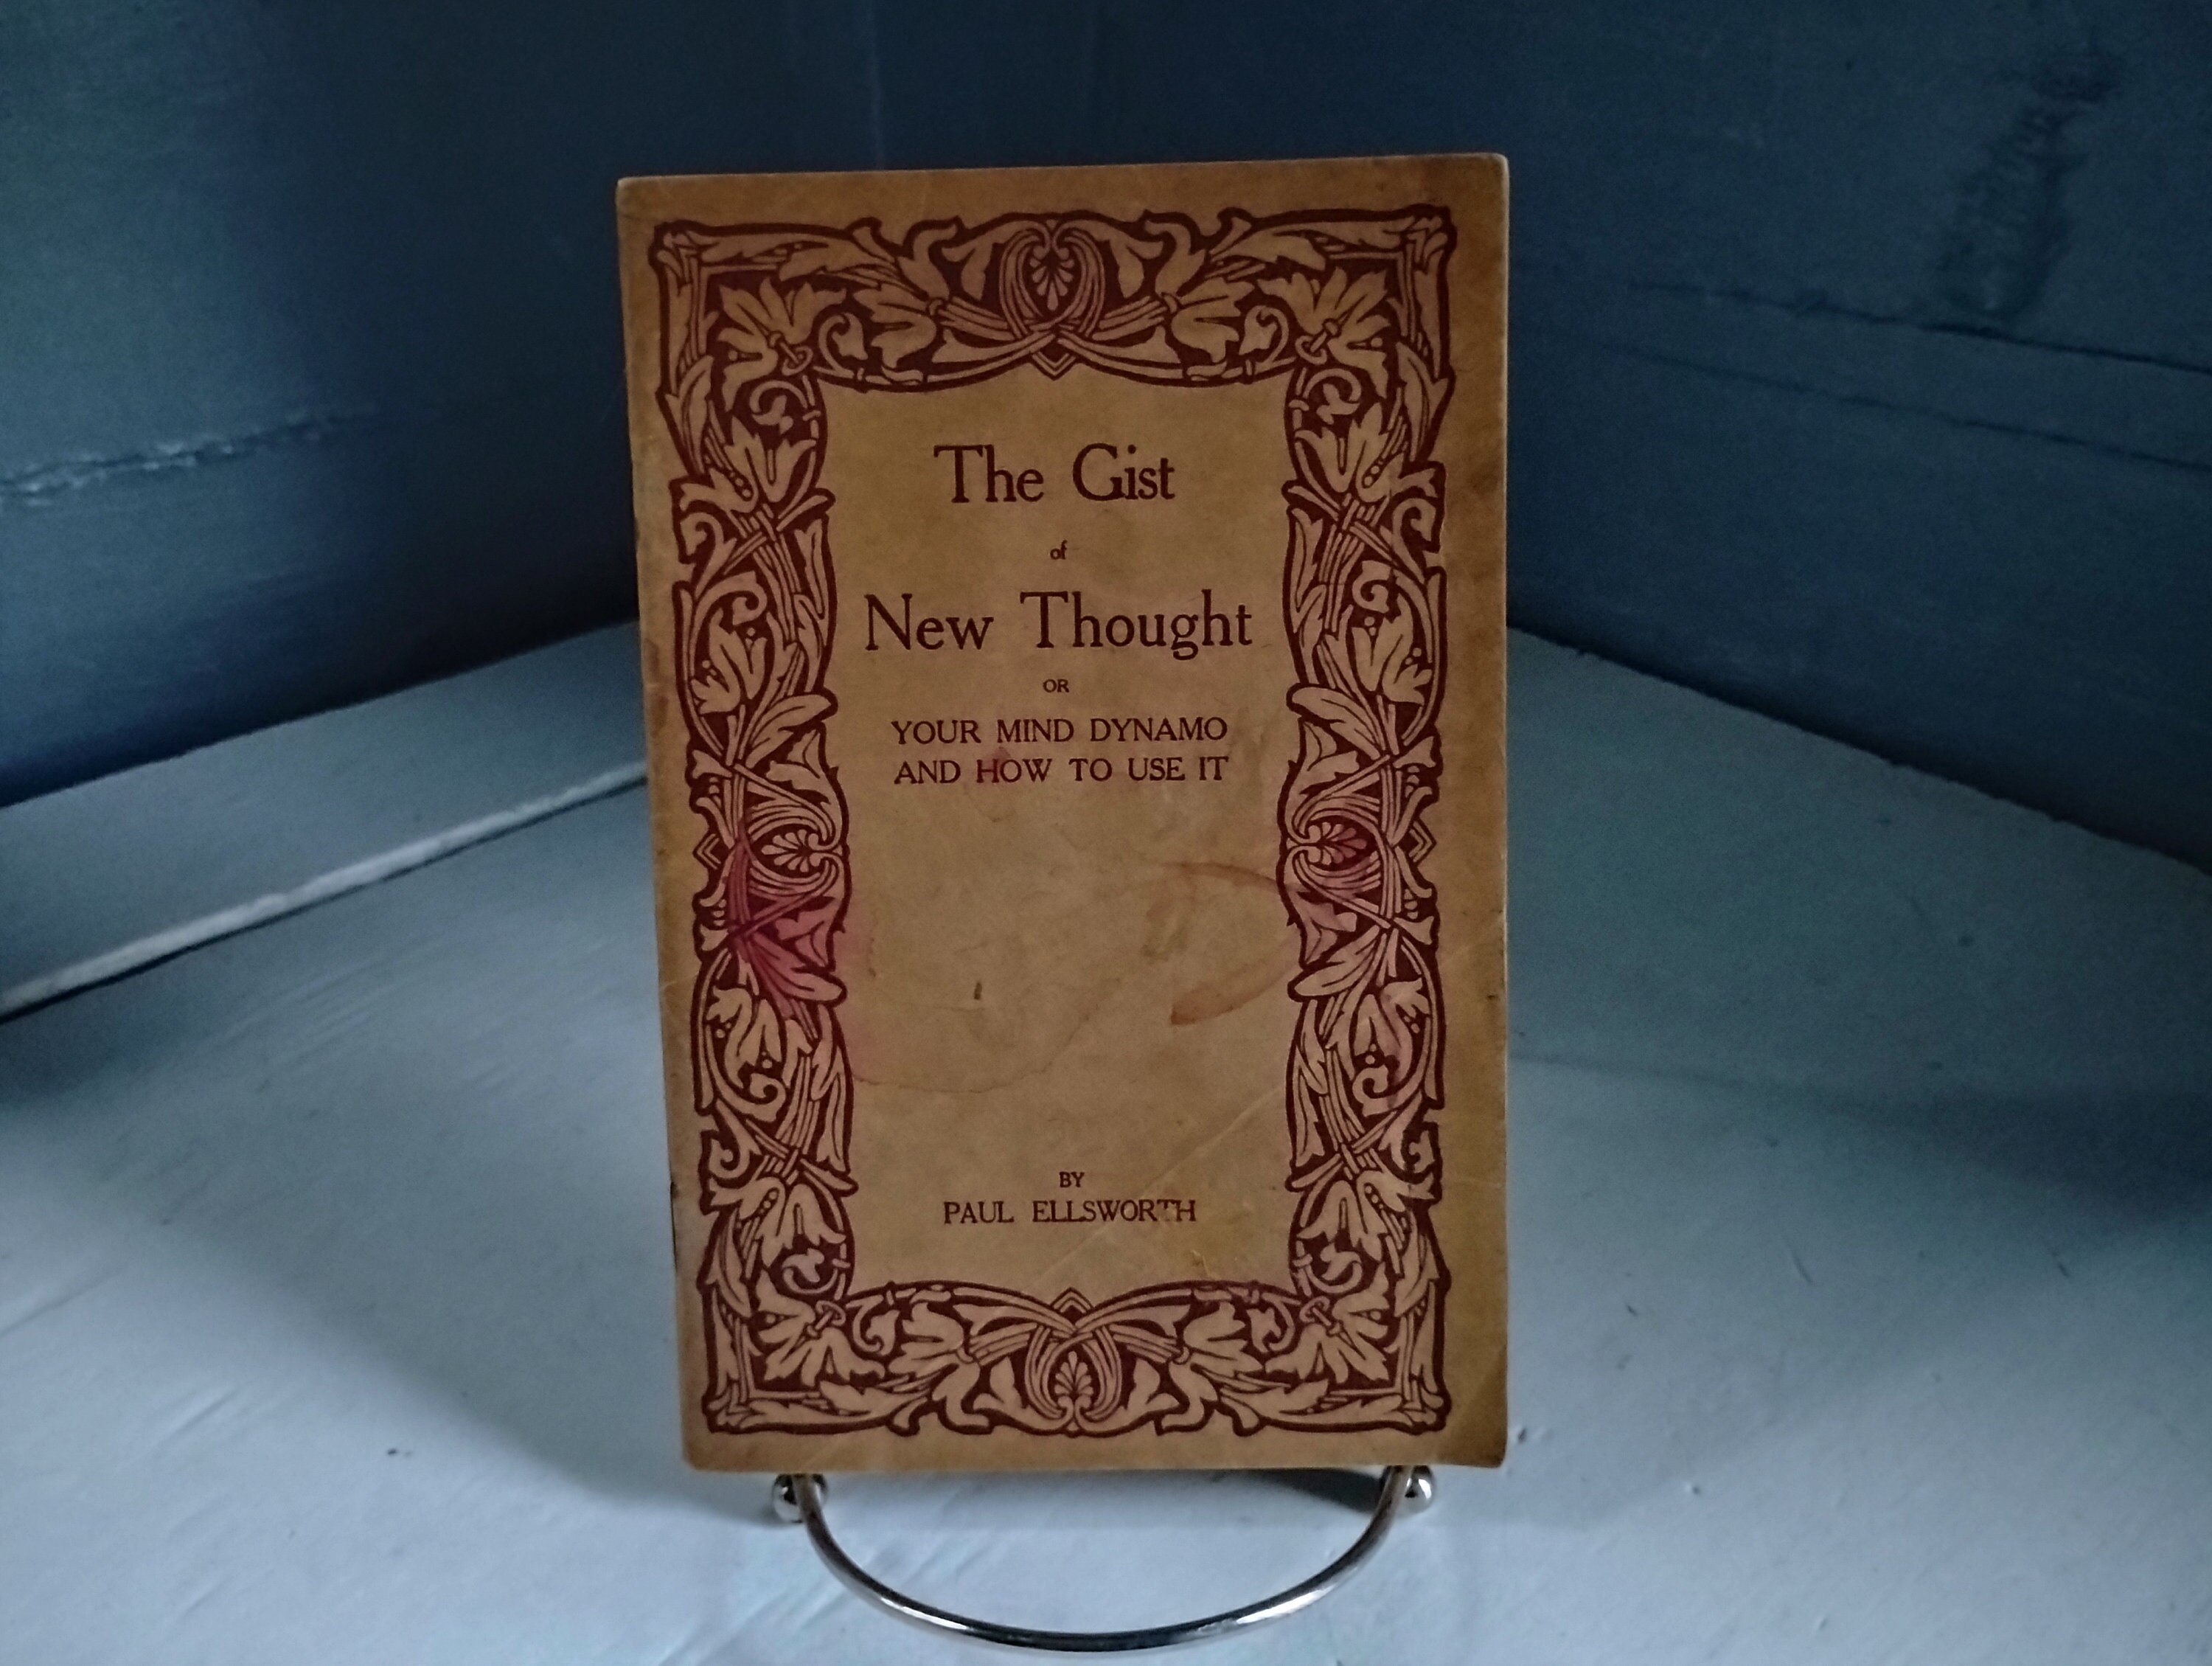 The Gist
of
New Thought
OR
YOUR MIND DYNAMO
AND HOW TO USE IT
BY
PAUL ELLSWORTH